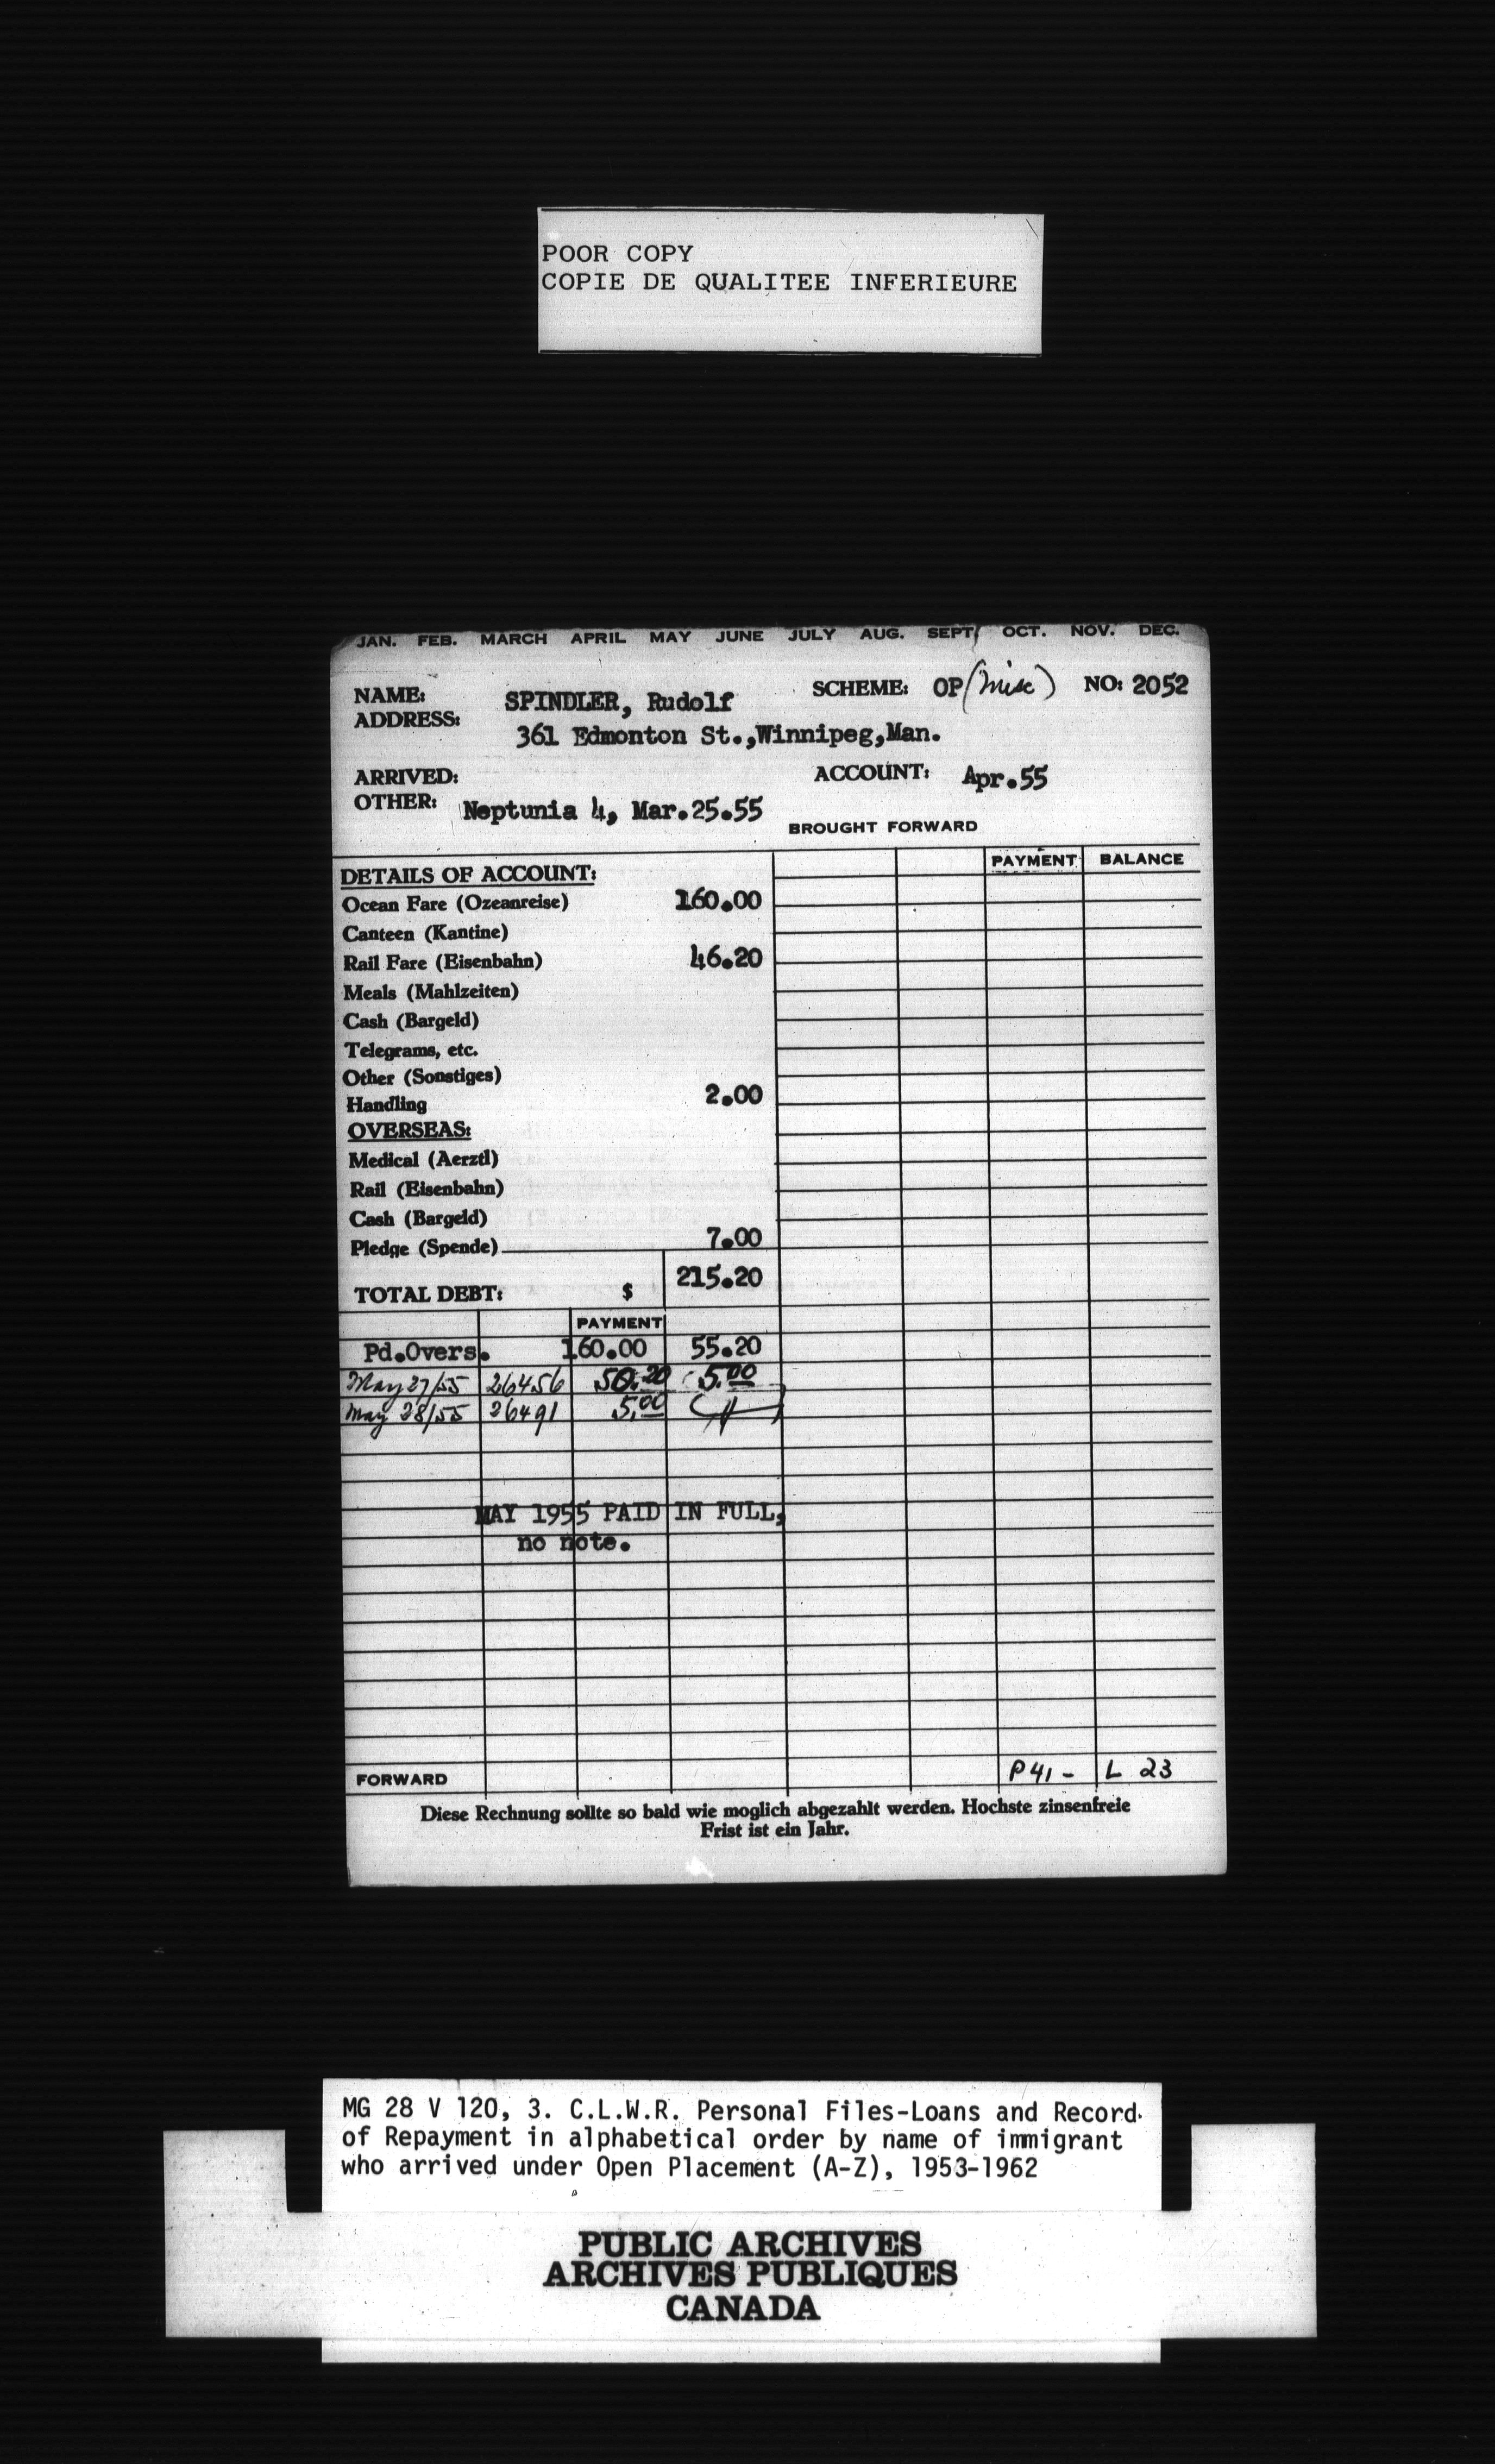 POOR COPY
COPIE DE QUALITEE INFERIEURE
JAN. FEB. MARCH APRIL MAY JUNE JULY AUG. SEPT. OCT. NOV. DEC.
NAME: SPINDLER, Rudolf SCHEME: OP (misc) NO: 2052
ADDRESS: 361 Edmonton St.,Winnipeg,Man.
ARRIVED: ACCOUNT: Apr.55
OTHER: Neptunia 4, Mar.25.55
BROUGHT FORWARD
PAYMENT BALANCE
DETAILS OF ACCOUNT:
Ocean Fare (Ozeanreise) 160.00
Canteen (Kantine)
Rail Fare (Eisenbahn) 46.20
Meals (Mahlzeiten)
Cash (Bargeld)
Telegrams, etc.
Other (Sonstiges)
Handling 2.00
OVERSEAS:
Medical (Aerztl)
Rail (Eisenbahn)
Cash (Bargeld)
Pledge (Spende) 7.00
TOTAL DEBT: $ 215.20
PAYMENT
Pd.Overs. 160.00 55.20
May 27/55 26456 50.20 5.00
May 28/55 26491 5.00
MAY 1955 PAID IN FULL,
no note.
FORWARD P41- L 23
Diese Rechnung sollte so bald wie moglich abgezahlt werden. Hochste zinsenfreie
Frist ist ein Jahr.
MG 28 V 120, 3. C.L.W.R. Personal Files-Loans and Record.
of Repayment in alphabetical order by name of immigrant
who arrived under Open Placement (A-Z), 1953-1962
PUBLIC ARCHIVES
ARCHIVES PUBLIQUES
CANADA